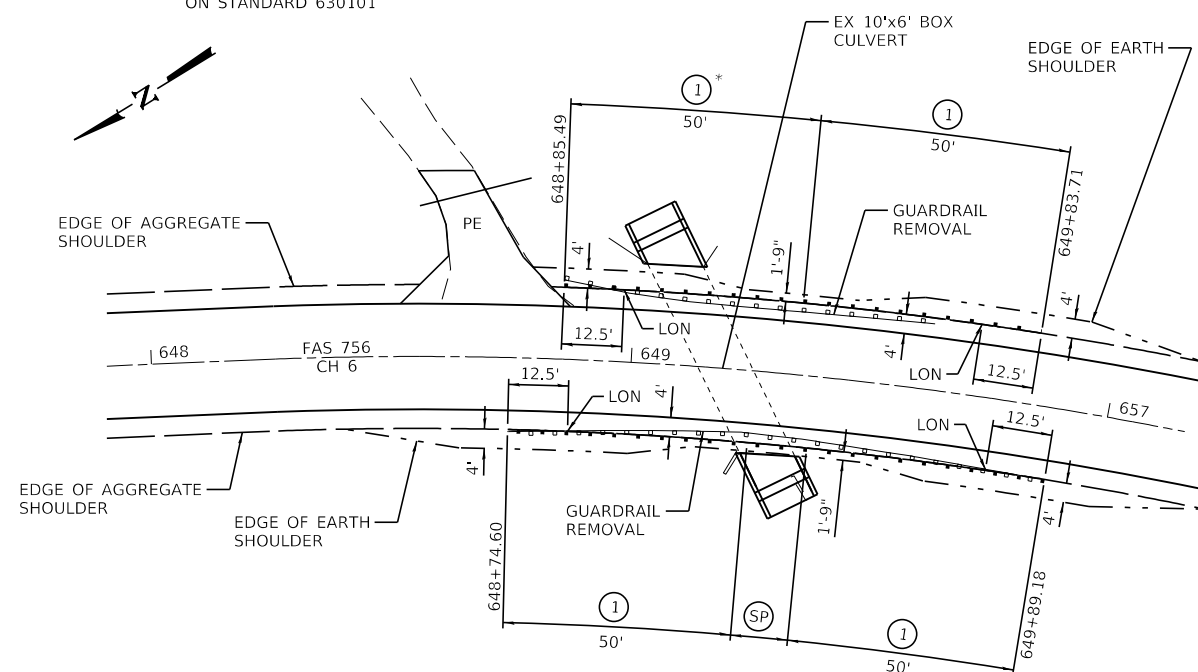 ON STANDARD 630101
N
EX 10'x6' BOX
CULVERT
EDGE OF EARTH
SHOULDER
1 *
50'
1
50'
648+85.49
649+83.71
EDGE OF AGGREGATE
SHOULDER
PE
4'
1'-9"
GUARDRAIL
REMOVAL
4'
LON
12.5'
4'
LON
12.5'
648
FAS 756
CH 6
649
657
12.5'
LON
4'
LON
12.5'
4'
EDGE OF AGGREGATE
SHOULDER
EDGE OF EARTH
SHOULDER
GUARDRAIL
REMOVAL
1'-9"
4'
648+74.60
649+89.18
1
50'
SP
1
50'